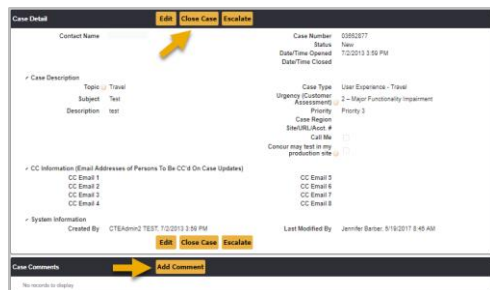 Case Detail Edit Close Case Escalate
Contact Name Case Number 03662877
Status New
Date/Time Opened 7/2/2013 3:59 PM
Date/Time Closed
Case Description
Topic Travel Case Type User Experience - Travel
Subject Test Urgency (Customer Assessment) 2 – Major Functionality Impairment
Description test Priority Priority 3
Case Region
Site/URL/Acct. #
Call Me
Concur may test in my production site
CC Information (Email Addresses of Persons To Be CC'd On Case Updates)
CC Email 1 CC Email 5
CC Email 2 CC Email 6
CC Email 3 CC Email 7
CC Email 4 CC Email 8
System Information
Created By CTEAdmin2 TEST, 7/2/2013 3:59 PM Last Modified By Jennifer Barber, 5/19/2017 8:45 AM
Edit Close Case Escalate
Case Comments Add Comment
No records to display